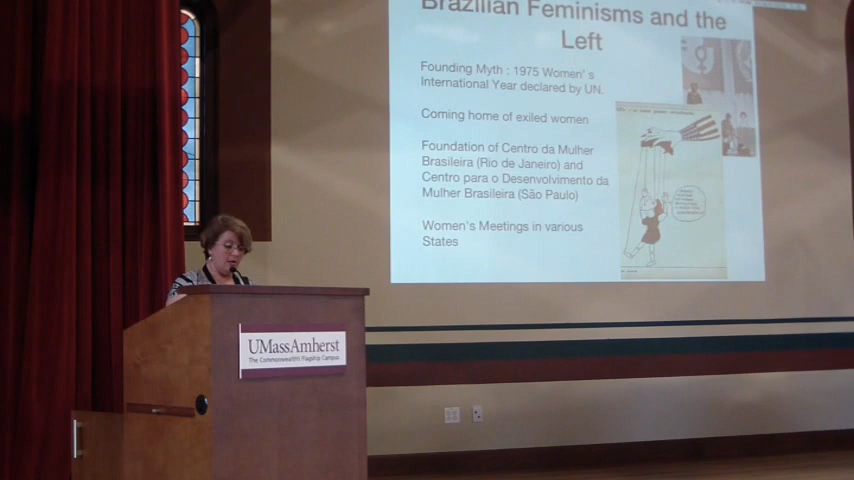 Brazilian Feminisms and the
Left
Founding Myth : 1975 Women's
International Year declared by UN.
Coming home of exiled women
Foundation of Centro da Mulher
Brasileira (Rio de Janeiro) and
Centro para o Desenvolvimento da
Mulher Brasileira (São Paulo)
Women's Meetings in various
States
UMassAmherst
The Commonwealth's Flagship Campus